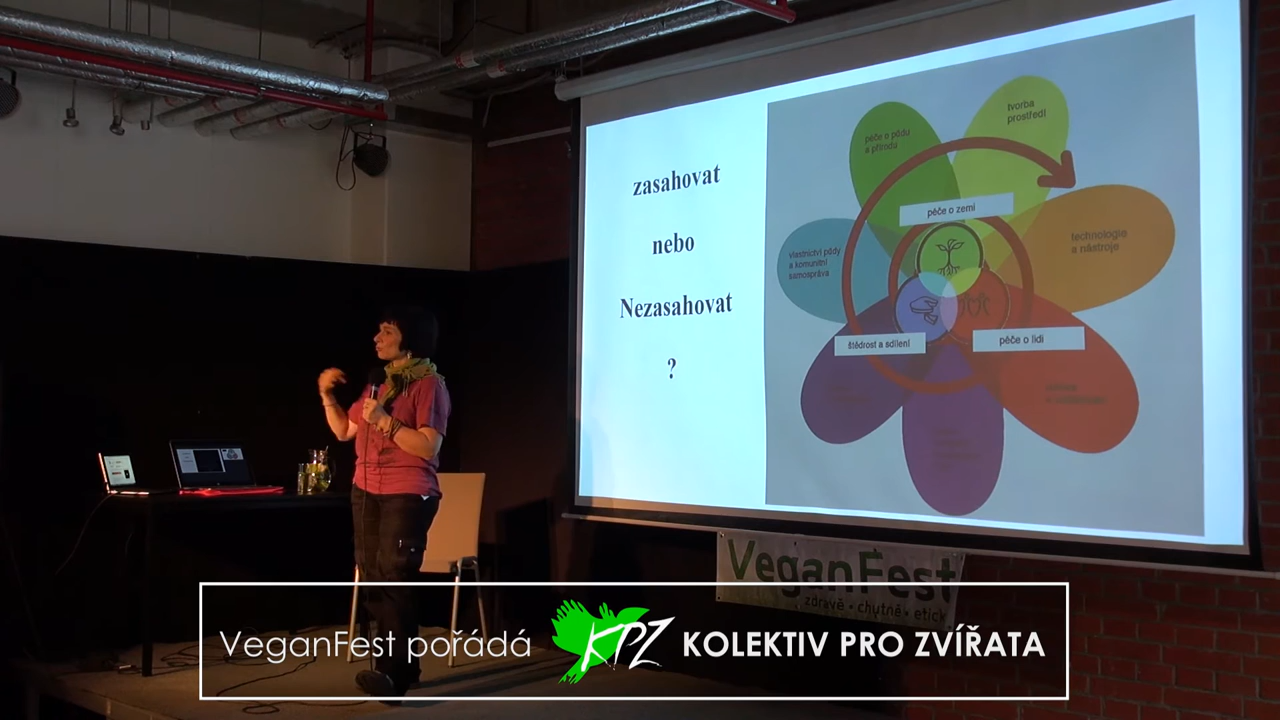 zasahovat
nebo
Nezasahovat
?
péče o půdu
a přírodu
tvorba
prostředí
péče o zemi
technologie
a nástroje
vlastnictví půdy
a komunitní
samospráva
štědrost a sdílení
péče o lidi
VeganFest
zdravě • chutně • etick
VeganFest pořádá
KPZ
KOLEKTIV PRO ZVÍŘATA